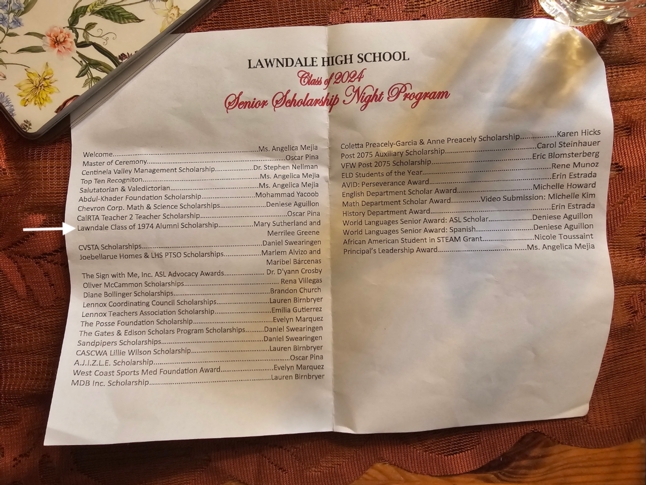 LAWNDALE HIGH SCHOOL
Class of 2024
Senior Scholarship Night Program
Welcome Ms. Angelica Mejia
Master of Ceremony Oscar Pina
Centinela Valley Management Scholarship Dr. Stephen Nellman
Top Ten Recogniton Ms. Angelica Mejia
Salutatorian & Valedictorian Ms. Angelica Mejia
Abdul-Khader Foundation Scholarship Mohammad Yacoob
Chevron Corp. Math & Science Scholarships Deniese Aguillon
CalRTA Teacher 2 Teacher Scholarship Oscar Pina
Lawndale Class of 1974 Alumni Scholarship Mary Sutherland and
Merrilee Greene
CVSTA Scholarships Daniel Swearingen
Joebellarue Homes & LHS PTSO Scholarships Mariem Alvizo and
Maribel Bárcenas
The Sign with Me, Inc. ASL Advocacy Awards Dr. D'yann Crosby
Oliver McCammon Scholarships Rena Villegas
Diane Bollinger Scholarships Brandon Church
Lennox Coordinating Council Scholarships Lauren Birnbryer
Lennox Teachers Association Scholarships Emilia Gutierrez
The Posse Foundation Scholarship Evelyn Marquez
The Gates & Edison Scholars Program Scholarships Daniel Swearingen
Sandpipers Scholarships Daniel Swearingen
CASCWA Lillie Wilson Scholarship Lauren Birnbryer
A.J.I.Z.L.E. Scholarship Oscar Pina
West Coast Sports Med Foundation Award Evelyn Marquez
MDB Inc. Scholarship Lauren Birnbryer
Coletta Preacely-Garcia & Anne Preacely Scholarship Karen Hicks
Post 2075 Auxiliary Scholarship Carol Steinhauer
VFW Post 2075 Scholarship Eric Blomsterberg
ELD Students of the Year Rene Munoz
AVID: Perseverance Award Erin Estrada
English Department Scholar Award Michelle Howard
Math Department Scholar Award Video Submission: Michelle Kim
History Department Award Erin Estrada
World Languages Senior Award: ASL Scholar Deniese Aguillon
World Languages Senior Award: Spanish Deniese Aguillon
African American Student in STEAM Grant Nicole Toussaint
Principal's Leadership Award Ms. Angelica Mejia